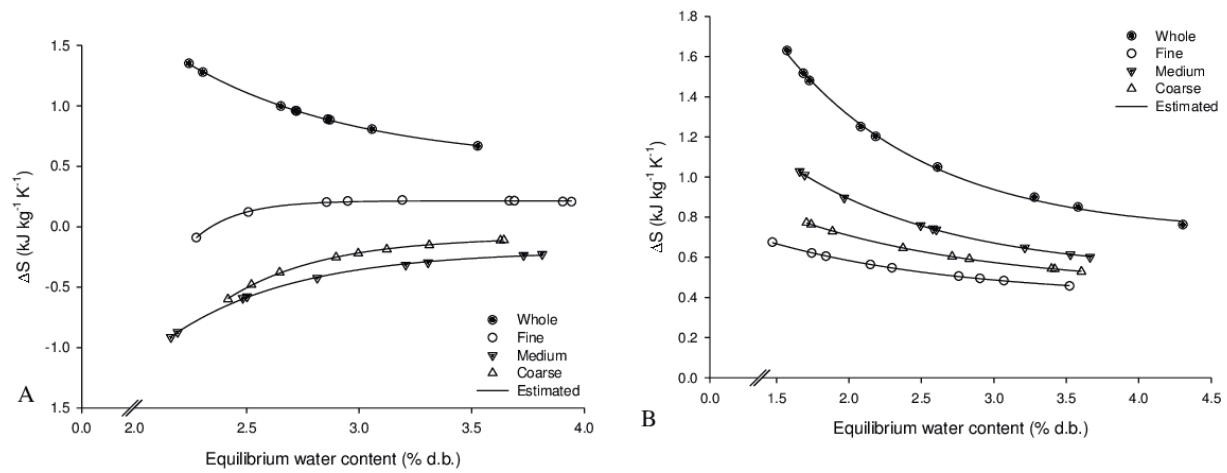 1.5
1.0
0.5
0.0
-0.5
-1.0
1.5
ΔS (kJ kg⁻¹ K⁻¹)
Whole
Fine
Medium
Coarse
Estimated
A
0.0
2.0
2.5
3.0
3.5
4.0
Equilibrium water content (% d.b.)
1.8
1.6
1.4
1.2
1.0
0.8
0.6
0.4
0.2
0.0
ΔS (kJ kg⁻¹ K⁻¹)
Whole
Fine
Medium
Coarse
Estimated
B
0.0
1.5
2.0
2.5
3.0
3.5
4.0
4.5
Equilibrium water content (% d.b.)